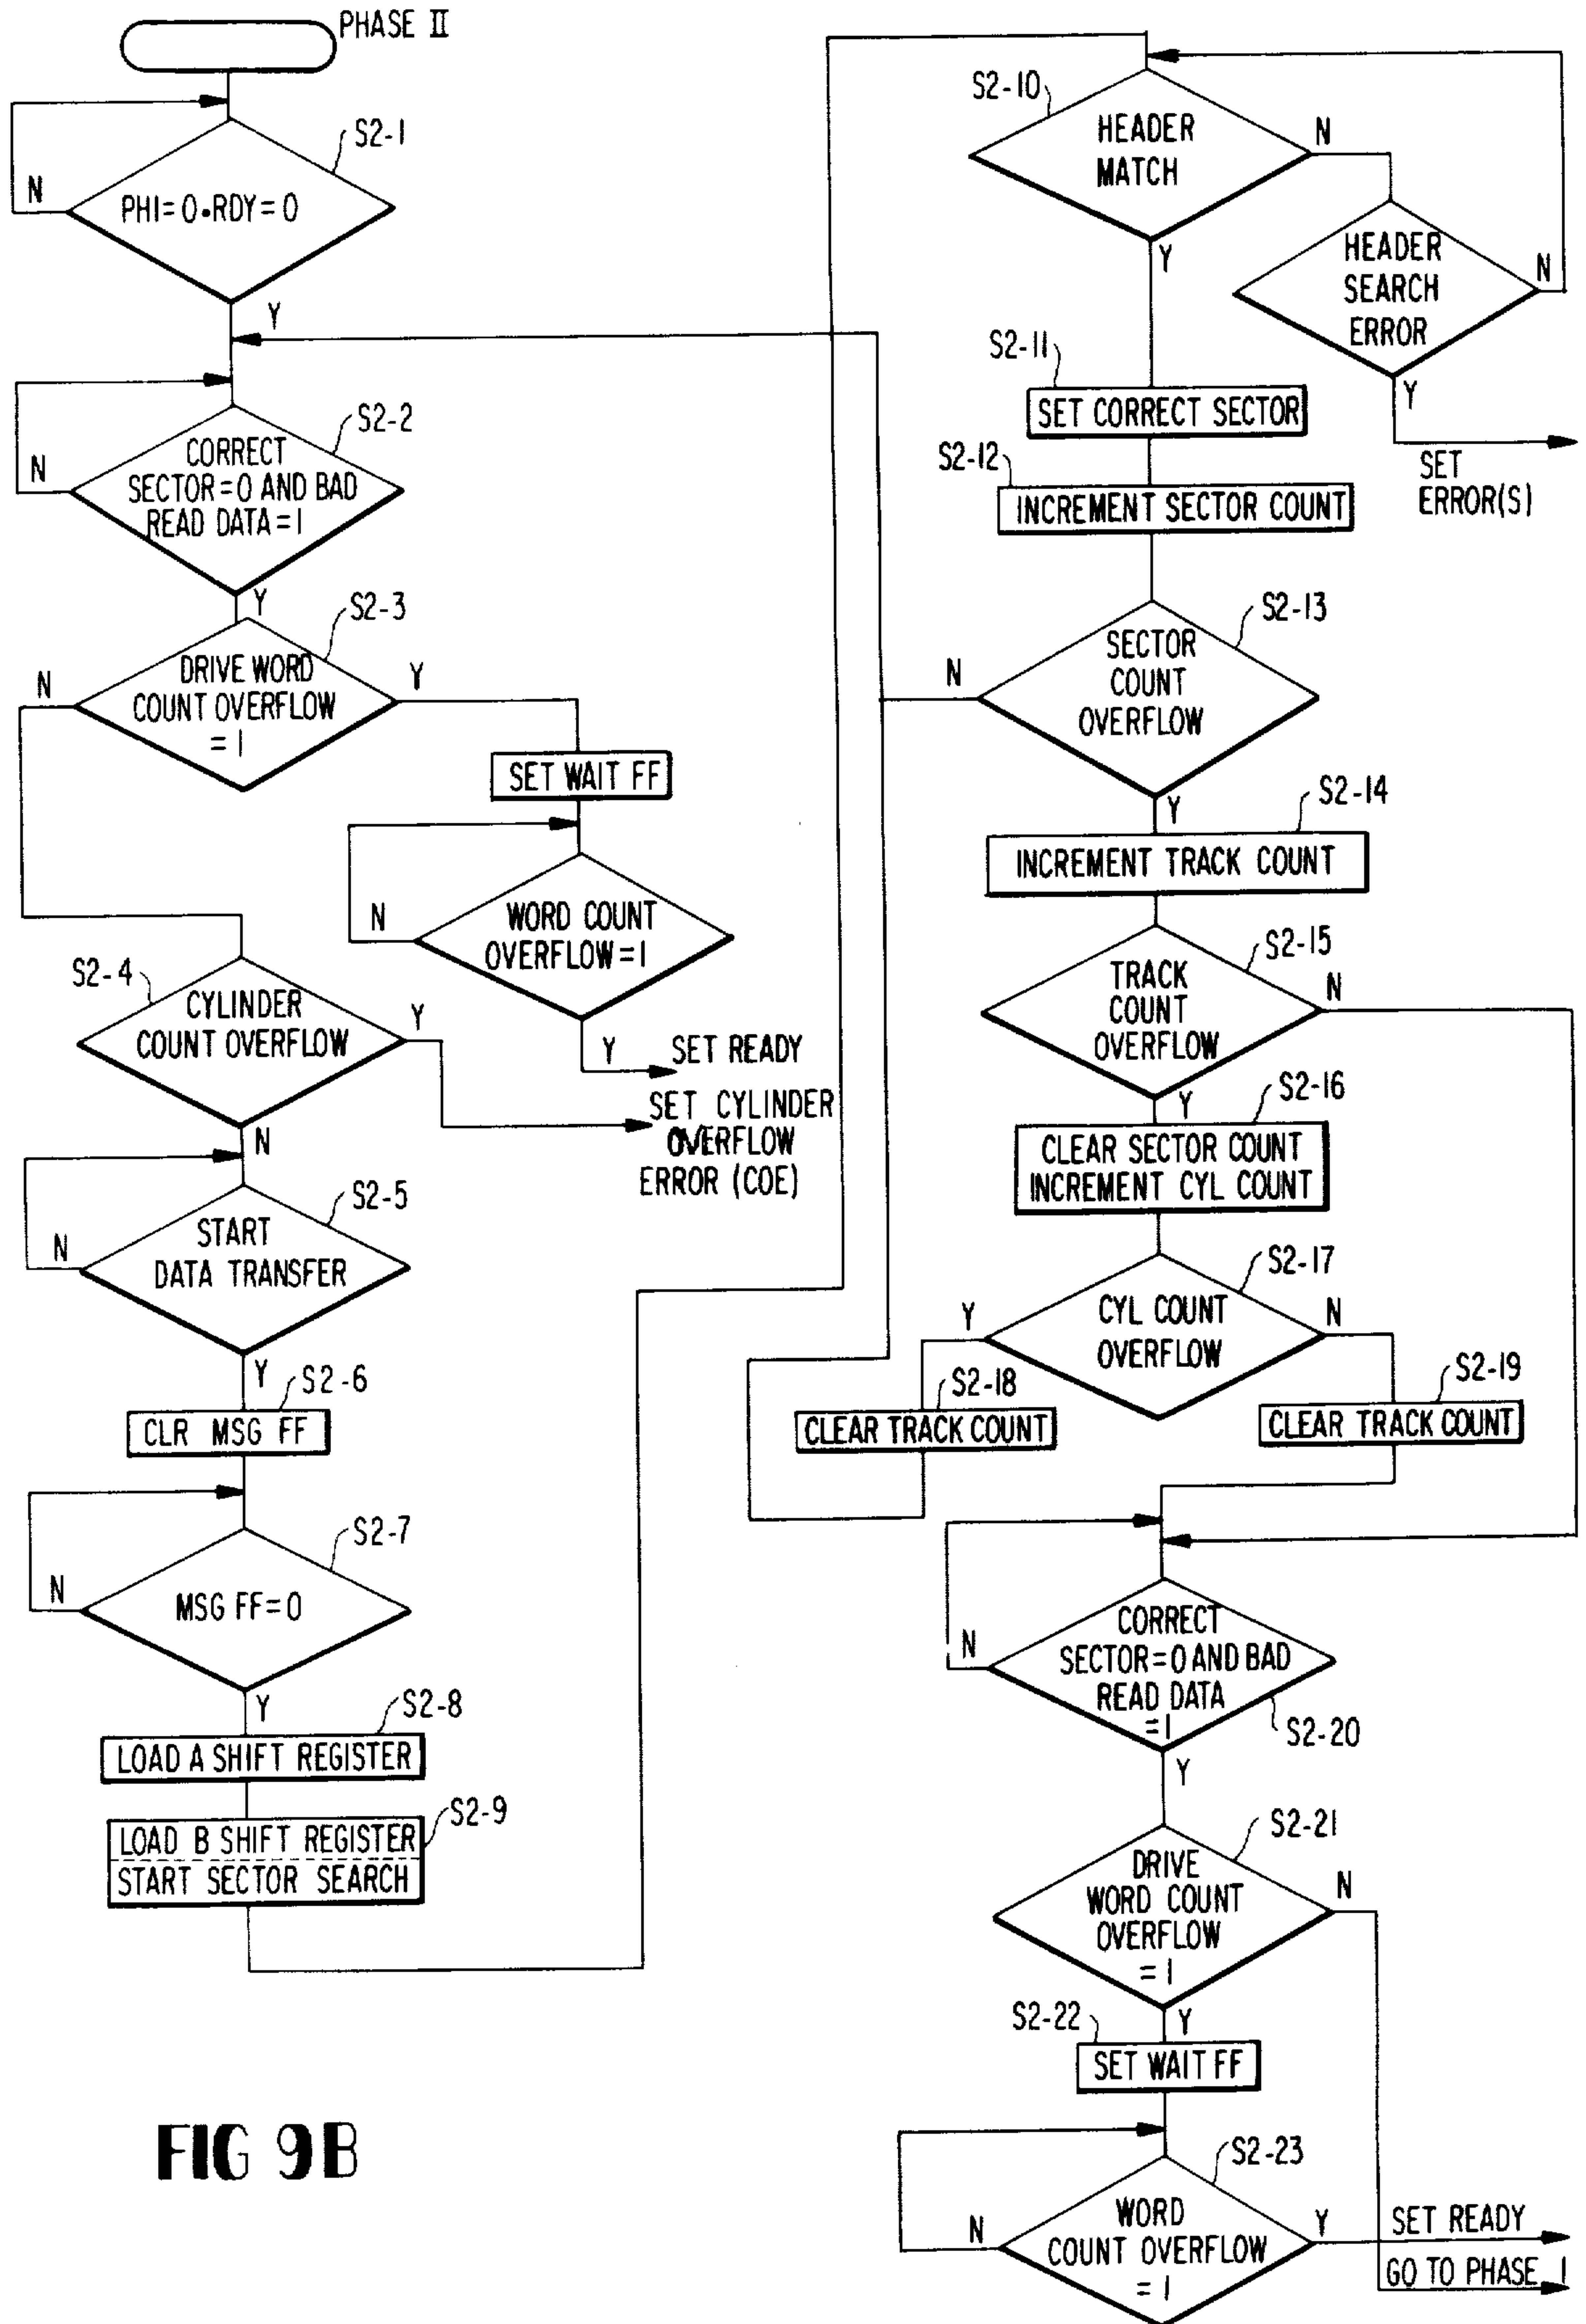 PHASE II
S2-1
N
PHI=0•RDY=0
Y
S2-2
N
CORRECT
SECTOR=0 AND BAD
READ DATA=1
Y
S2-3
N
DRIVE WORD
COUNT OVERFLOW
=1
Y
SET WAIT FF
N
WORD COUNT
OVERFLOW=1
Y
SET READY
S2-4
CYLINDER
COUNT OVERFLOW
Y
SET CYLINDER
OVERFLOW
ERROR (COE)
N
S2-5
START
DATA TRANSFER
N
Y
S2-6
CLR MSG FF
S2-7
N
MSG FF=0
Y
S2-8
LOAD A SHIFT REGISTER
S2-9
LOAD B SHIFT REGISTER
START SECTOR SEARCH
S2-10
HEADER
MATCH
N
Y
HEADER
SEARCH
ERROR
N
Y
SET
ERROR(S)
S2-11
SET CORRECT SECTOR
S2-12
INCREMENT SECTOR COUNT
S2-13
SECTOR
COUNT
OVERFLOW
N
Y
S2-14
INCREMENT TRACK COUNT
S2-15
TRACK
COUNT
OVERFLOW
N
Y
S2-16
CLEAR SECTOR COUNT
INCREMENT CYL COUNT
S2-17
Y
CYL COUNT
OVERFLOW
N
S2-18
CLEAR TRACK COUNT
S2-19
CLEAR TRACK COUNT
N
CORRECT
SECTOR=0 AND BAD
READ DATA
=1
S2-20
Y
S2-21
DRIVE
WORD COUNT
OVERFLOW
=1
N
Y
S2-22
SET WAIT FF
S2-23
N
WORD
COUNT OVERFLOW
=1
Y
SET READY
GO TO PHASE 1
FIG 9B